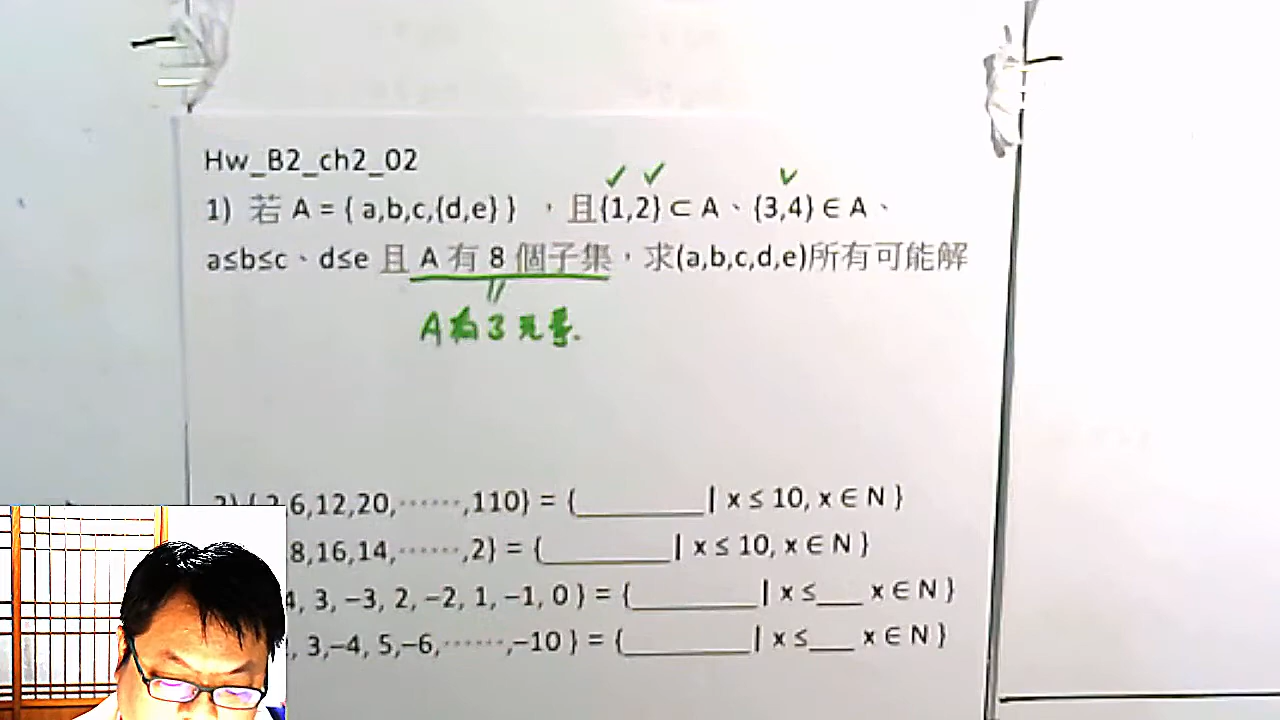 Hw_B2_ch2_02
1) 若 A = { a,b,c,{d,e} } ，且{1,2} ⊂ A、{3,4} ∈ A、
a≤b≤c、d≤e 且 A 有 8 個子集，求(a,b,c,d,e)所有可能解
A 為 3 元素.
6,12,20,⋯⋯,110} = {________| x ≤ 10, x ∈ N }
8,16,14,⋯⋯,2} = {________| x ≤ 10, x ∈ N }
4, 3, −3, 2, −2, 1, −1, 0 } = {________| x ≤___ x ∈ N }
3,−4, 5,−6,⋯⋯,−10 } = {________| x ≤___ x ∈ N }